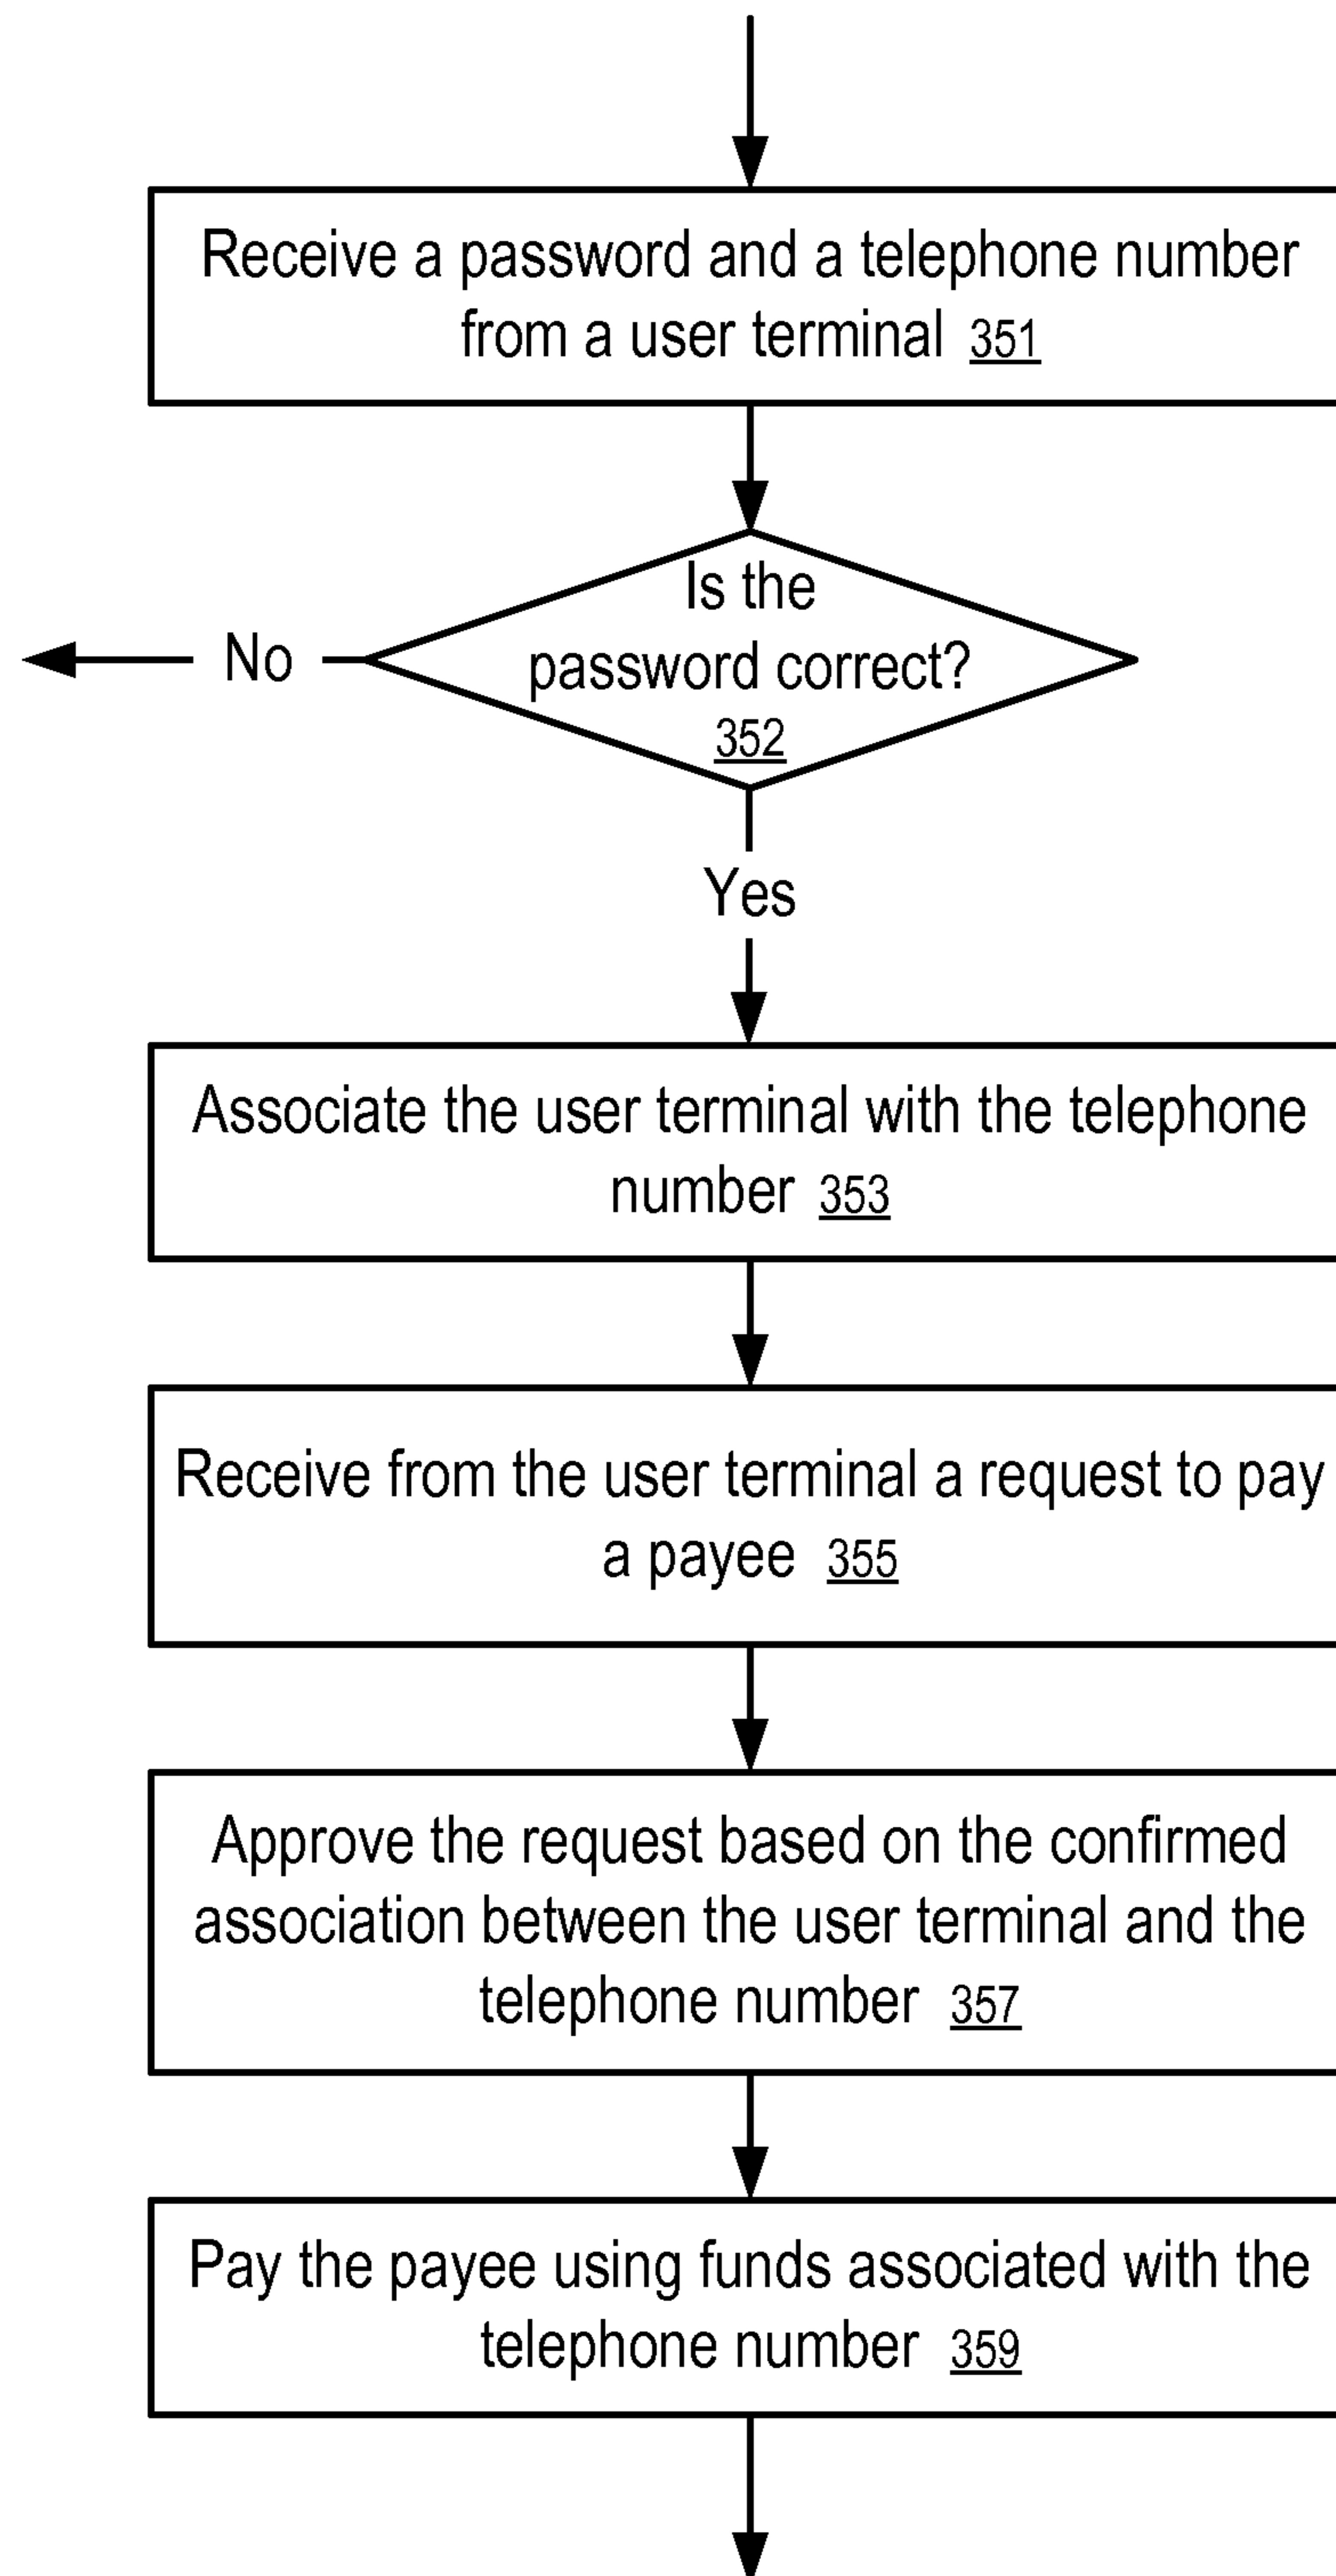 Receive a password and a telephone number
from a user terminal 351
Is the
password correct?
352
No
Yes
Associate the user terminal with the telephone
number 353
Receive from the user terminal a request to pay
a payee 355
Approve the request based on the confirmed
association between the user terminal and the
telephone number 357
Pay the payee using funds associated with the
telephone number 359